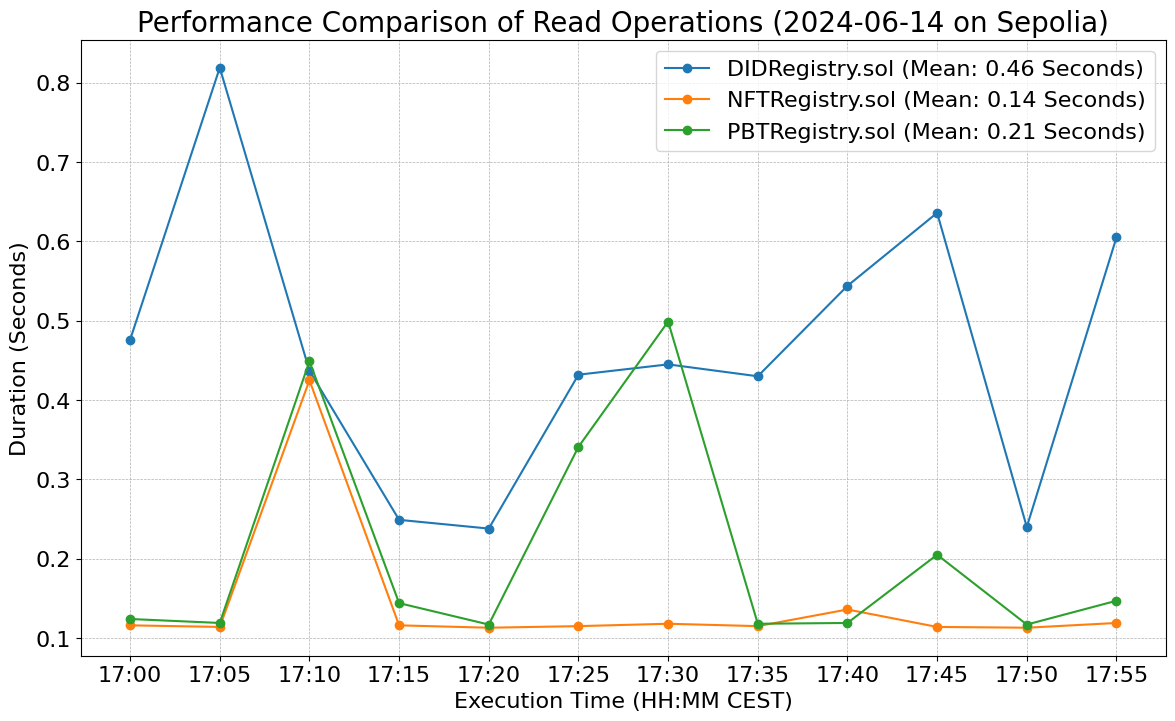 Performance Comparison of Read Operations (2024-06-14 on Sepolia)
DIDRegistry.sol (Mean: 0.46 Seconds)
NFTRegistry.sol (Mean: 0.14 Seconds)
PBTRegistry.sol (Mean: 0.21 Seconds)
Duration (Seconds)
0.8
0.7
0.6
0.5
0.4
0.3
0.2
0.1
17:00 17:05 17:10 17:15 17:20 17:25 17:30 17:35 17:40 17:45 17:50 17:55
Execution Time (HH:MM CEST)